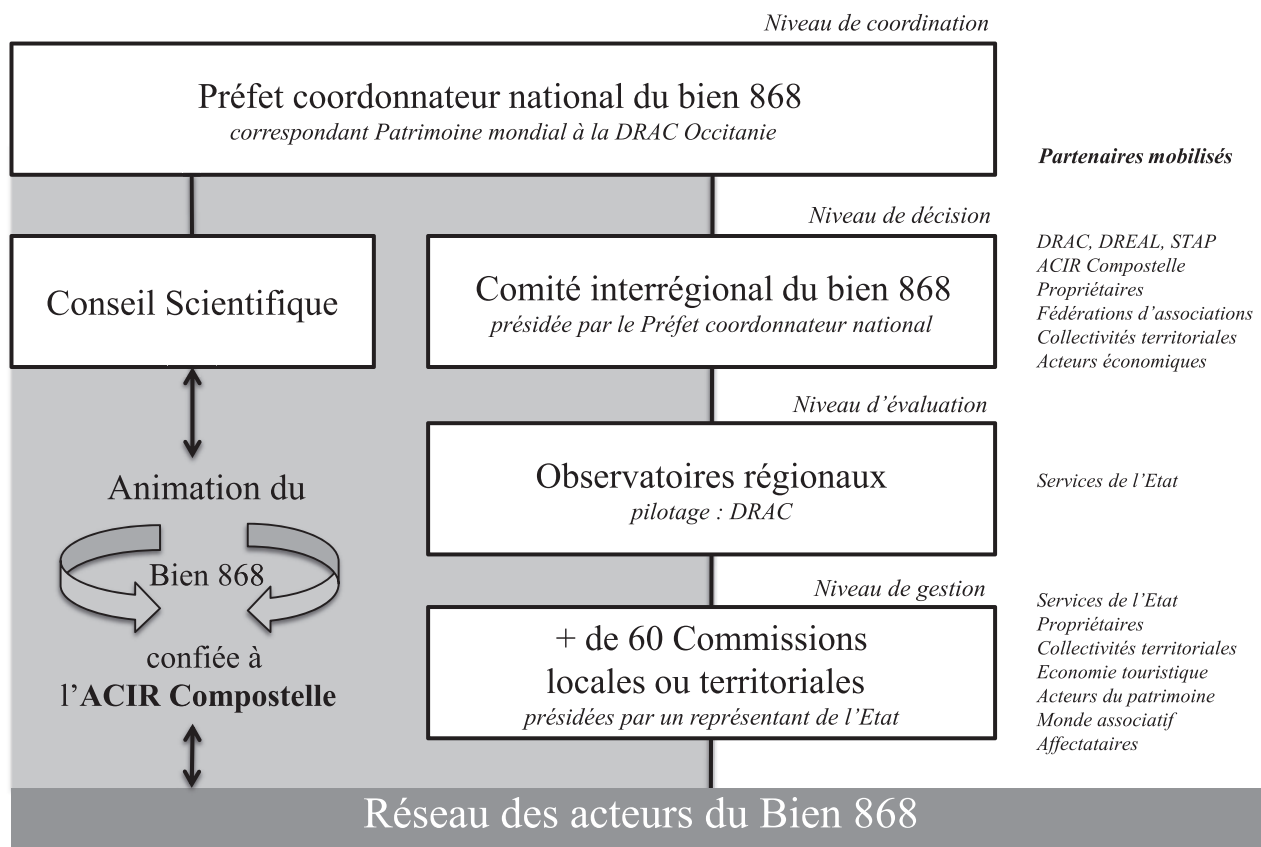 Niveau de coordination
Préfet coordonnateur national du bien 868
correspondant Patrimoine mondial à la DRAC Occitanie
Partenaires mobilisés
Niveau de décision
Conseil Scientifique
Comité interrégional du bien 868
présidée par le Préfet coordonnateur national
DRAC, DREAL, STAP
ACIR Compostelle
Propriétaires
Fédérations d’associations
Collectivités territoriales
Acteurs économiques
Niveau d’évaluation
Observatoires régionaux
pilotage : DRAC
Services de l’Etat
Animation du
Bien 868
confiée à
l’ACIR Compostelle
Niveau de gestion
+ de 60 Commissions
locales ou territoriales
présidées par un représentant de l’Etat
Services de l’Etat
Propriétaires
Collectivités territoriales
Economie touristique
Acteurs du patrimoine
Monde associatif
Affectataires
Réseau des acteurs du Bien 868